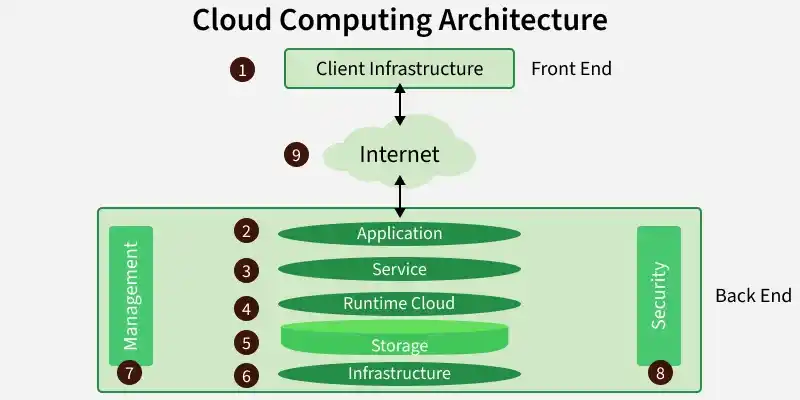 Cloud Computing Architecture
1
Client Infrastructure
Front End
9
Internet
2
Application
3
Service
4
Runtime Cloud
5
Storage
6
Infrastructure
Management
7
Security
8
Back End